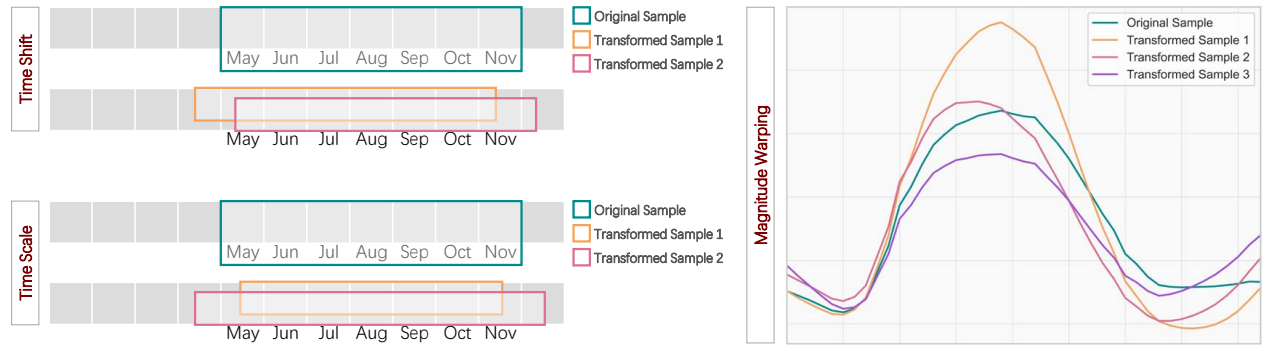 Time Shift
May Jun Jul Aug Sep Oct Nov
Original Sample
Transformed Sample 1
Transformed Sample 2
May Jun Jul Aug Sep Oct Nov
Time Scale
May Jun Jul Aug Sep Oct Nov
Original Sample
Transformed Sample 1
Transformed Sample 2
May Jun Jul Aug Sep Oct Nov
Magnitude Warping
Original Sample
Transformed Sample 1
Transformed Sample 2
Transformed Sample 3